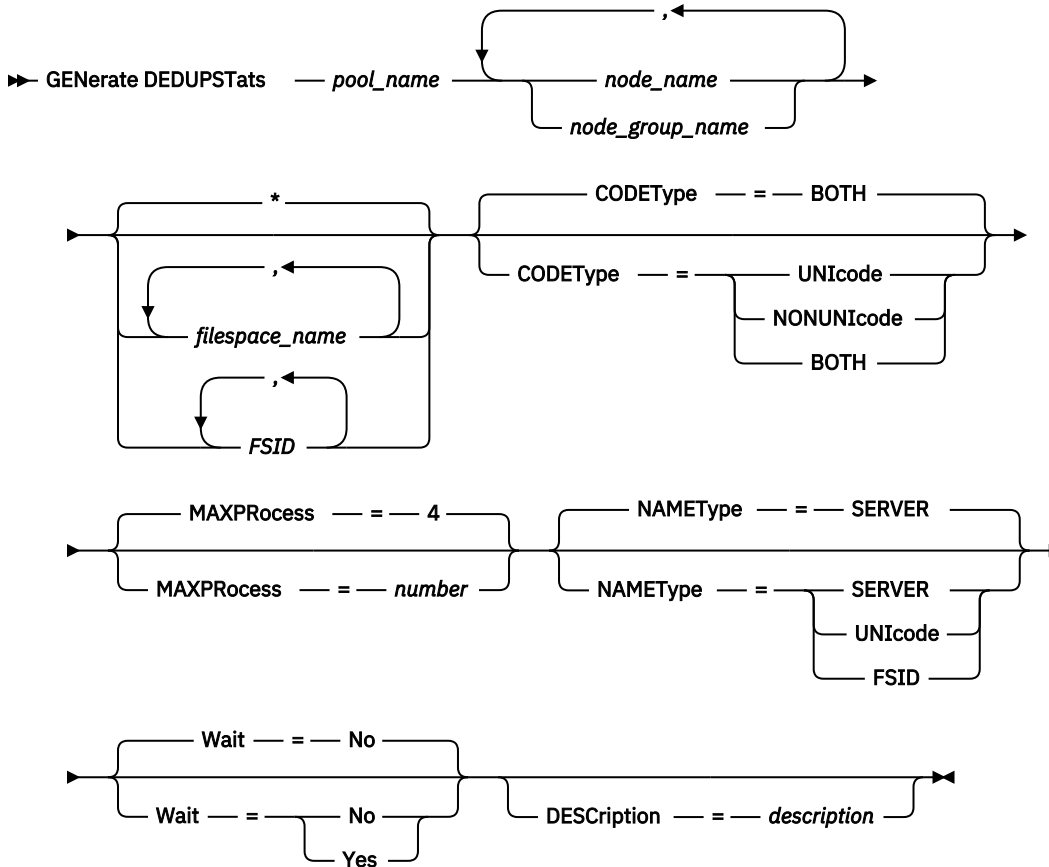 ,
GENerate DEDUPSTats pool_name node_name
node_group_name
*
,
filespace_name
,
FSID
CODEType = BOTH
CODEType = UNIcode
NONUNIcode
BOTH
MAXPRocess = 4
MAXPRocess = number
NAMEType = SERVER
NAMEType = SERVER
UNIcode
FSID
Wait = No
Wait = No
Yes
DESCription = description